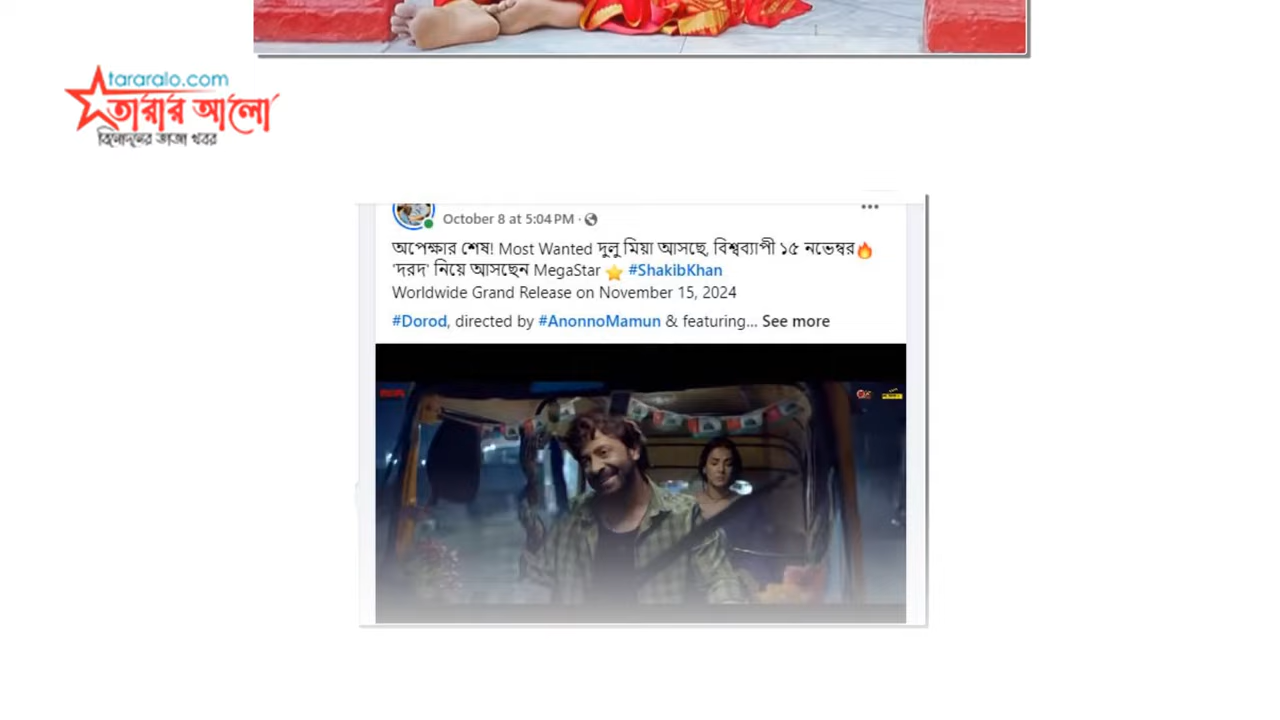 tararalo.com
তারার আলো
বিনোদনের তাজা খবর
October 8 at 5:04 PM ·
অপেক্ষার শেষ! Most Wanted দুলু মিয়া আসছে, বিশ্বব্যাপী ১৫ নভেম্বর🔥
'দরদ' নিয়ে আসছেন MegaStar ⭐ #ShakibKhan
Worldwide Grand Release on November 15, 2024
#Dorod, directed by #AnonnoMamun & featuring... See more